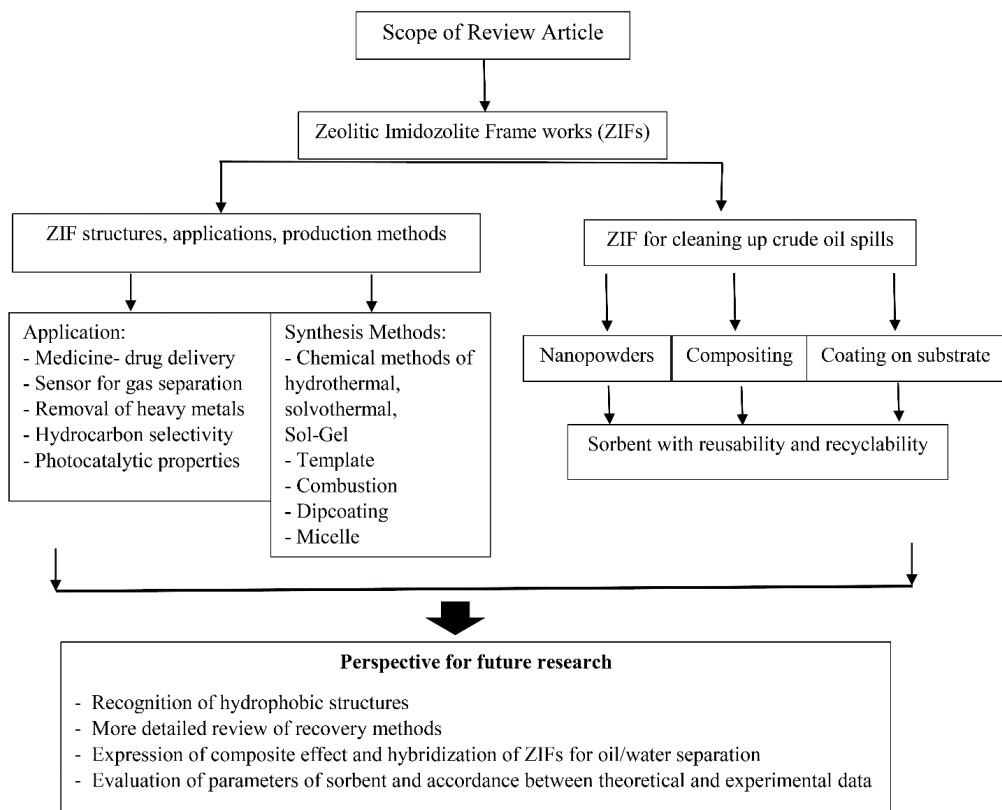 Scope of Review Article
Zeolitic Imidozolite Frame works (ZIFs)
ZIF structures, applications, production methods
ZIF for cleaning up crude oil spills
Application:
- Medicine- drug delivery
- Sensor for gas separation
- Removal of heavy metals
- Hydrocarbon selectivity
- Photocatalytic properties
Synthesis Methods:
- Chemical methods of
hydrothermal,
solvothermal,
Sol-Gel
- Template
- Combustion
- Dipcoating
- Micelle
Nanopowders
Compositing
Coating on substrate
Sorbent with reusability and recyclability
Perspective for future research
- Recognition of hydrophobic structures
- More detailed review of recovery methods
- Expression of composite effect and hybridization of ZIFs for oil/water separation
- Evaluation of parameters of sorbent and accordance between theoretical and experimental data